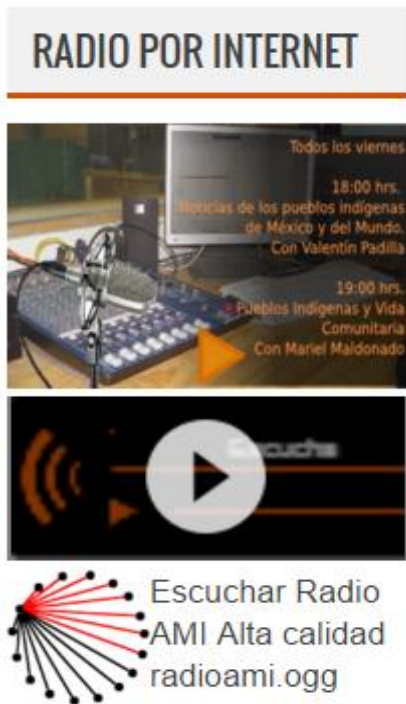 RADIO POR INTERNET
Todos los viernes
18:00 hrs.
Noticias de los pueblos indígenas
de México y del Mundo.
Con Valentín Padilla
19:00 hrs.
Pueblos Indígenas y Vida
Comunitaria
Con Mariel Maldonado
Escucha
Escuchar Radio
AMI Alta calidad
radioami.ogg